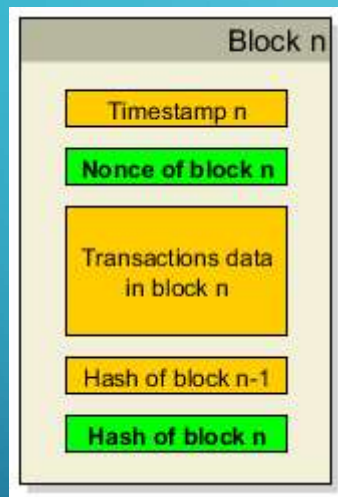 Block n
Timestamp n
Nonce of block n
Transactions data
in block n
Hash of block n-1
Hash of block n